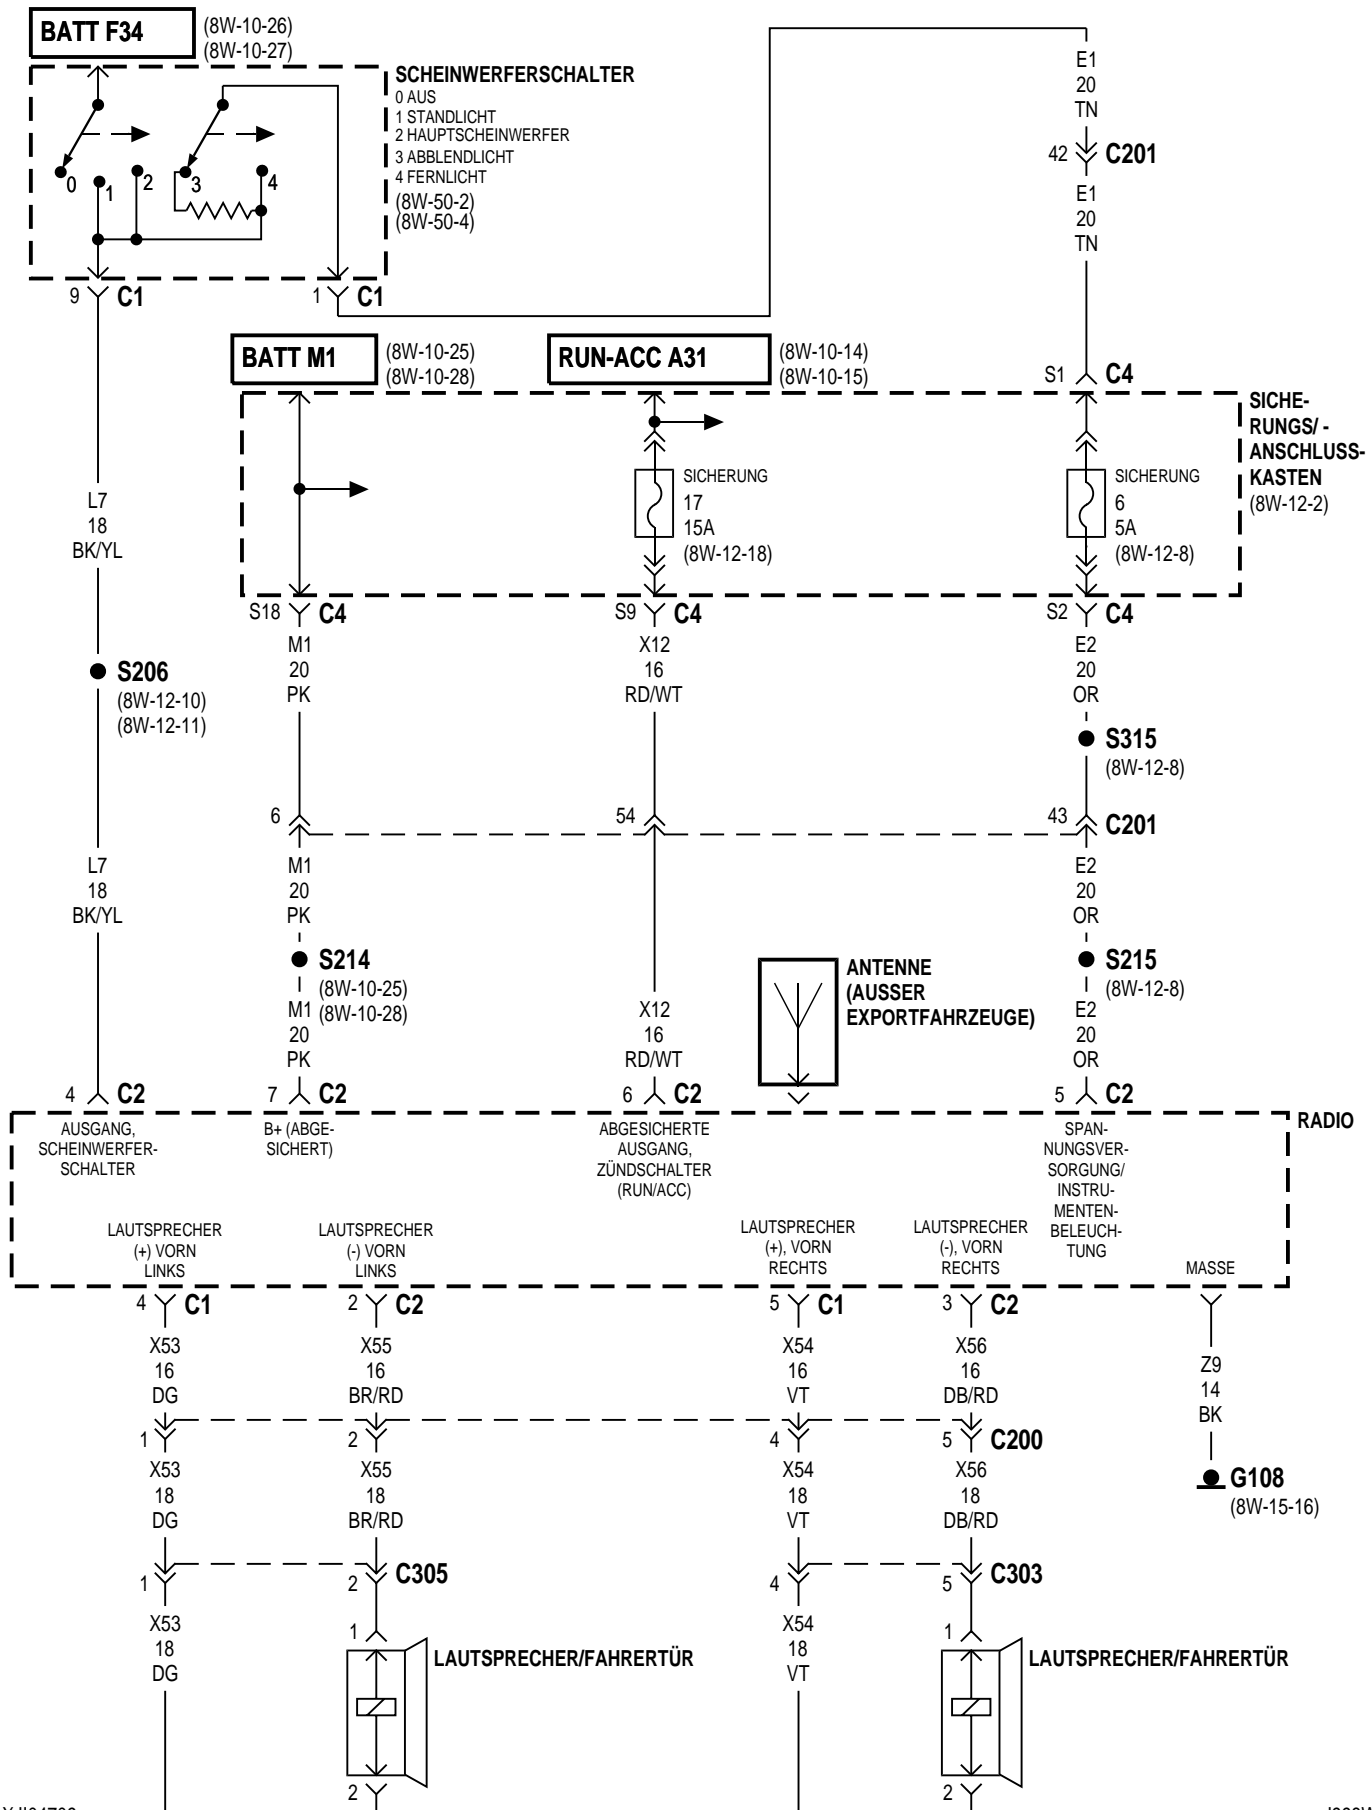 BATT F34
(8W-10-26)
(8W-10-27)
SCHEINWERFERSCHALTER
0 AUS
1 STANDLICHT
2 HAUPTSCHEINWERFER
3 ABBLENDLICHT
4 FERNLICHT
(8W-50-2)
(8W-50-4)
0
1
2
3
4
9
C1
1
C1
E1
20
TN
42
C201
E1
20
TN
BATT M1
(8W-10-25)
(8W-10-28)
RUN-ACC A31
(8W-10-14)
(8W-10-15)
S1
C4
SICHE-
RUNGS/ -
ANSCHLUSS-
KASTEN
(8W-12-2)
SICHERUNG
17
15A
(8W-12-18)
SICHERUNG
6
5A
(8W-12-8)
L7
18
BK/YL
S18
C4
S9
C4
S2
C4
M1
20
PK
X12
16
RD/WT
E2
20
OR
S206
(8W-12-10)
(8W-12-11)
S315
(8W-12-8)
6
54
43
C201
L7
18
BK/YL
M1
20
PK
E2
20
OR
S214
(8W-10-25)
(8W-10-28)
ANTENNE
(AUSSER
EXPORTFAHRZEUGE)
S215
(8W-12-8)
M1
20
PK
X12
16
RD/WT
E2
20
OR
4
C2
7
C2
6
C2
5
C2
RADIO
AUSGANG,
SCHEINWERFER-
SCHALTER
B+ (ABGE-
SICHERT)
ABGESICHERTE
AUSGANG,
ZÜNDSCHALTER
(RUN/ACC)
SPAN-
NUNGSVER-
SORGUNG/
INSTRU-
MENTEN-
BELEUCH-
TUNG
LAUTSPRECHER
(+) VORN
LINKS
LAUTSPRECHER
(-) VORN
LINKS
LAUTSPRECHER
(+), VORN
RECHTS
LAUTSPRECHER
(-), VORN
RECHTS
MASSE
4
C1
2
C2
5
C1
3
C2
X53
16
DG
X55
16
BR/RD
X54
16
VT
X56
16
DB/RD
Z9
14
BK
1
2
4
5
C200
X53
18
DG
X55
18
BR/RD
X54
18
VT
X56
18
DB/RD
G108
(8W-15-16)
1
2
C305
4
5
C303
X53
18
DG
1
LAUTSPRECHER/FAHRERTÜR
2
X54
18
VT
1
LAUTSPRECHER/FAHRERTÜR
2